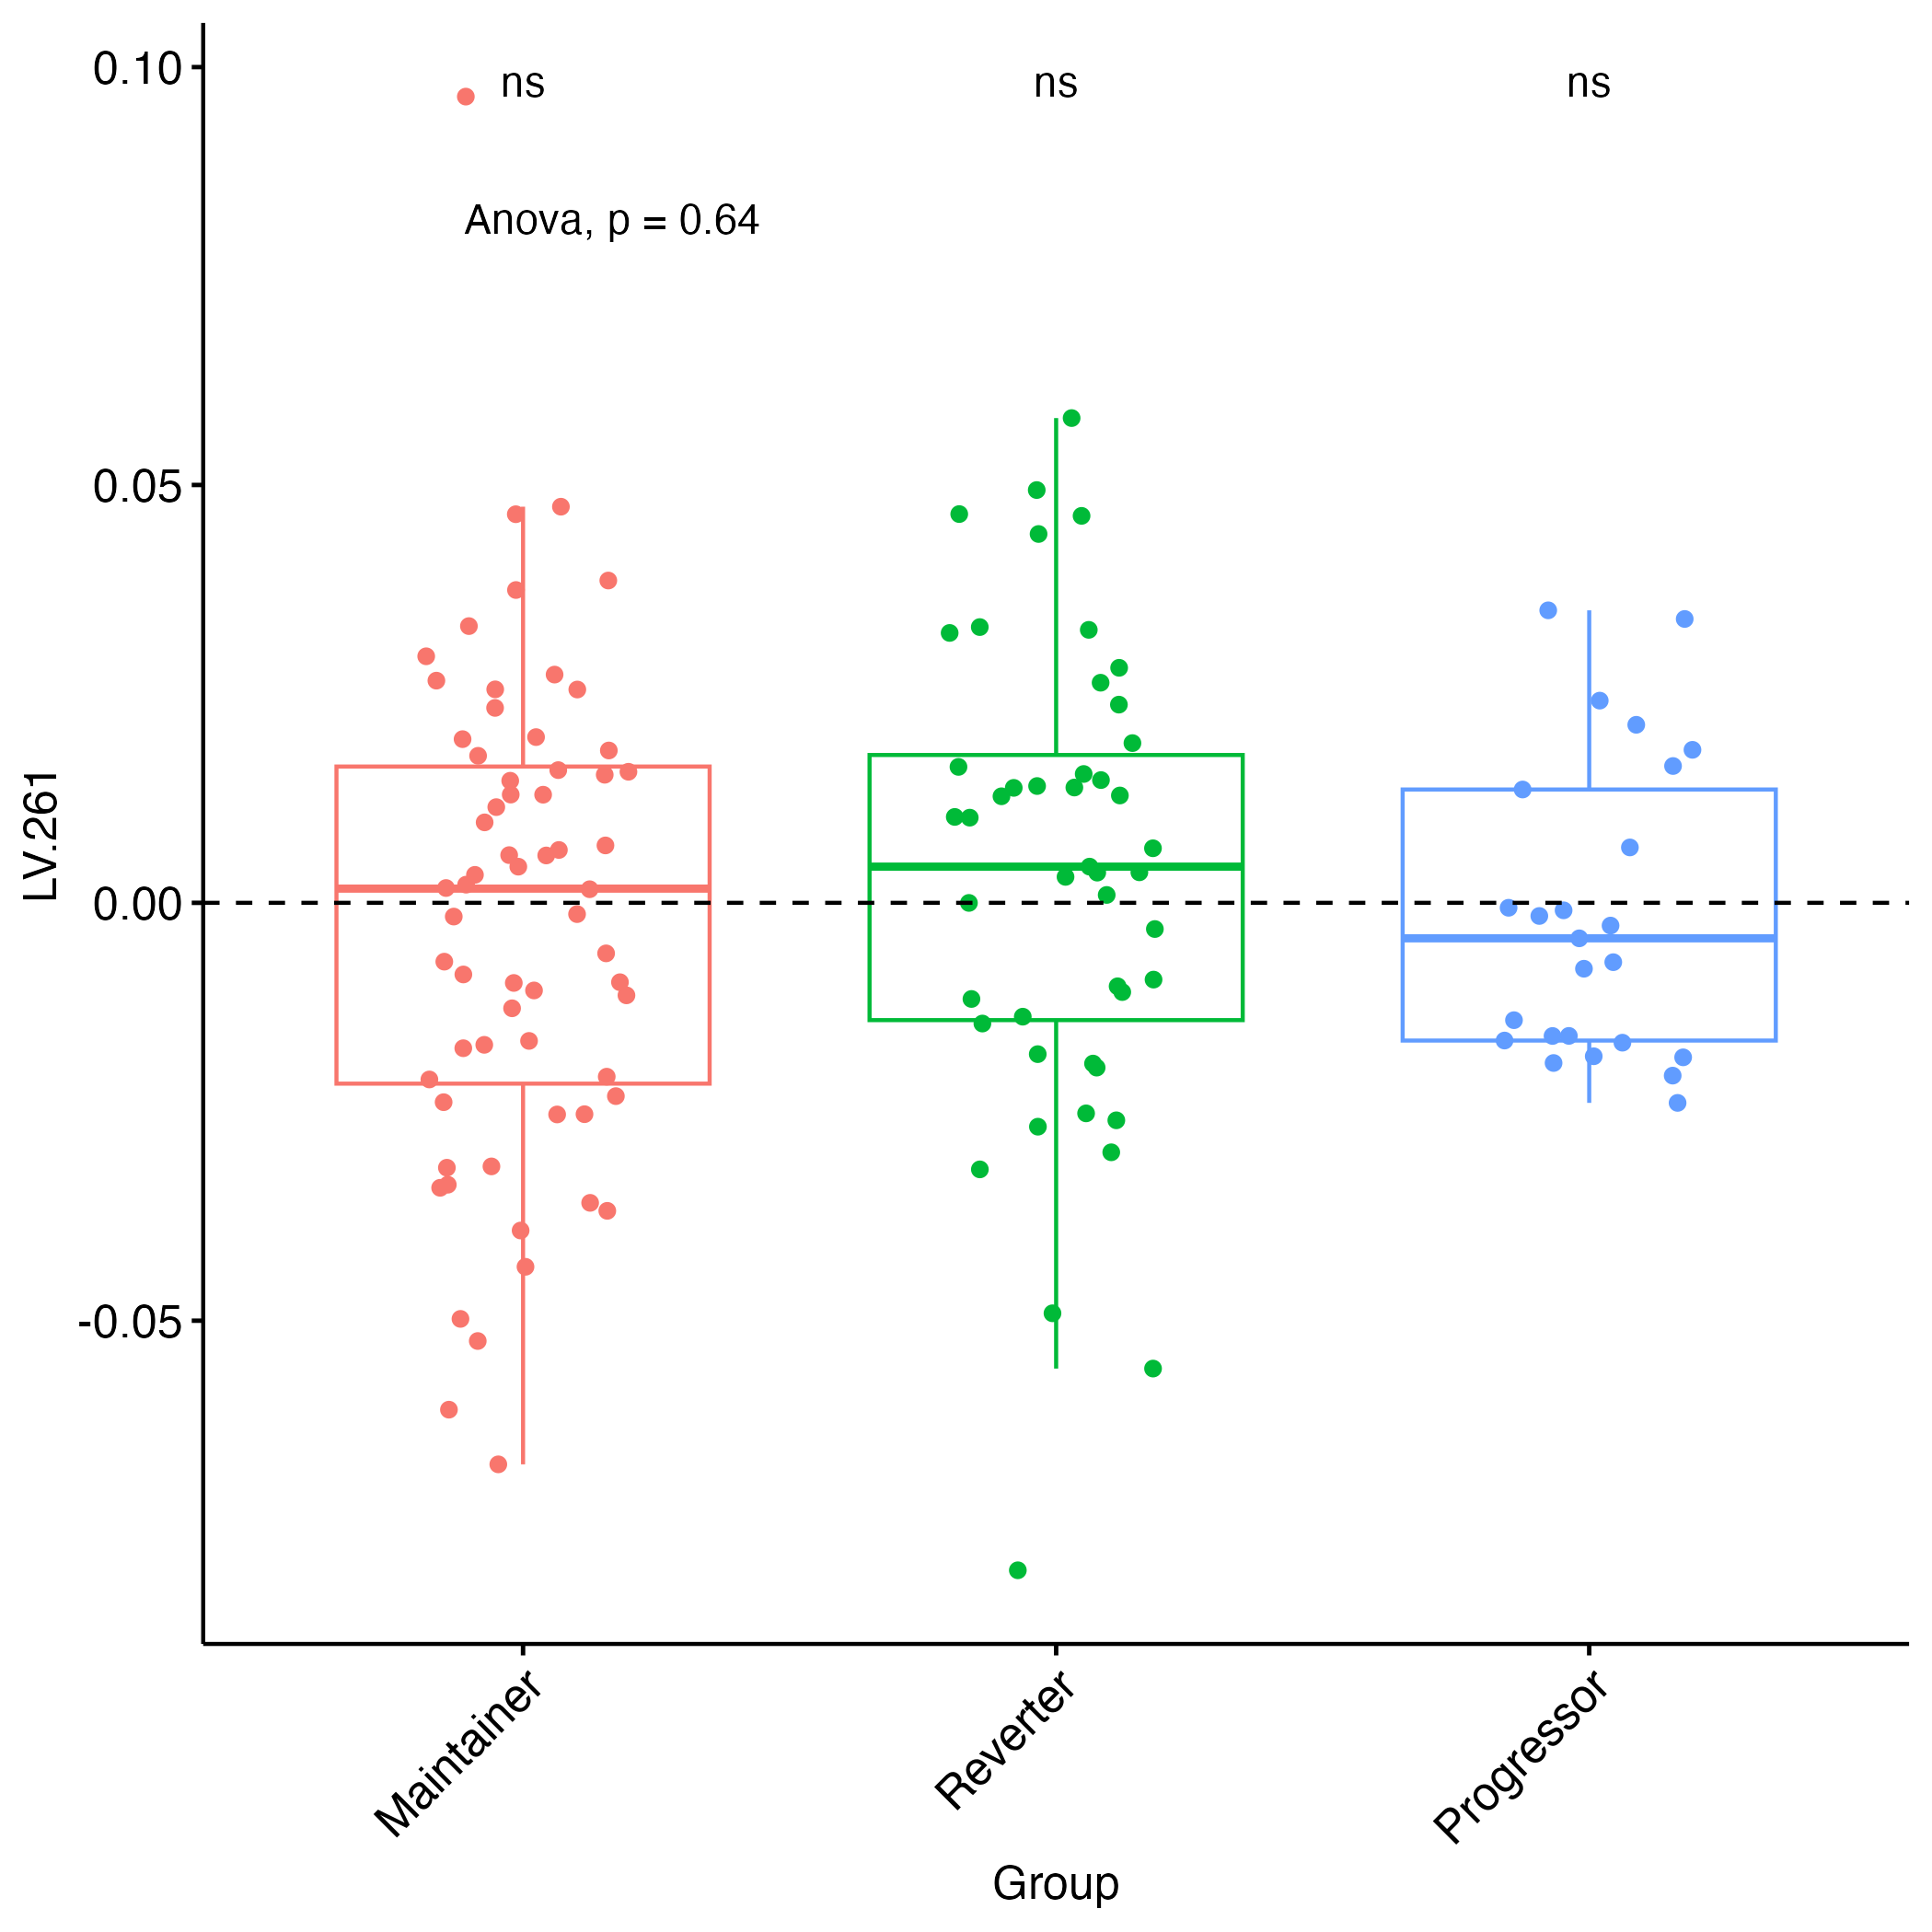 0.10
ns
ns
ns
Anova, p = 0.64
0.05
LV.261
0.00
-0.05
Maintainer
Reverter
Progressor
Group